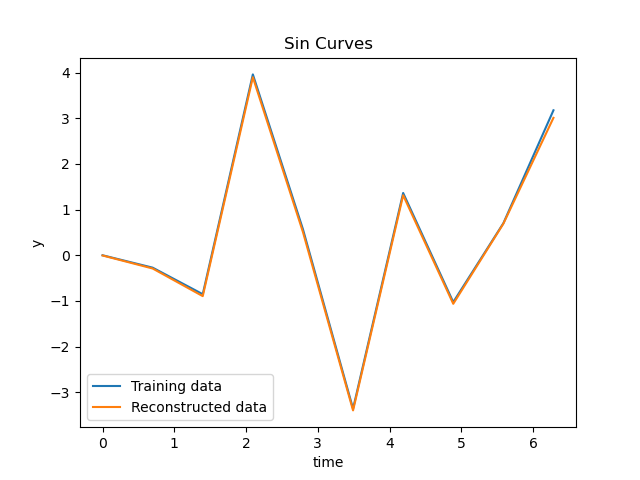 Sin Curves
4
3
2
1
0
−1
−2
−3
y
Training data
Reconstructed data
0 1 2 3 4 5 6
time